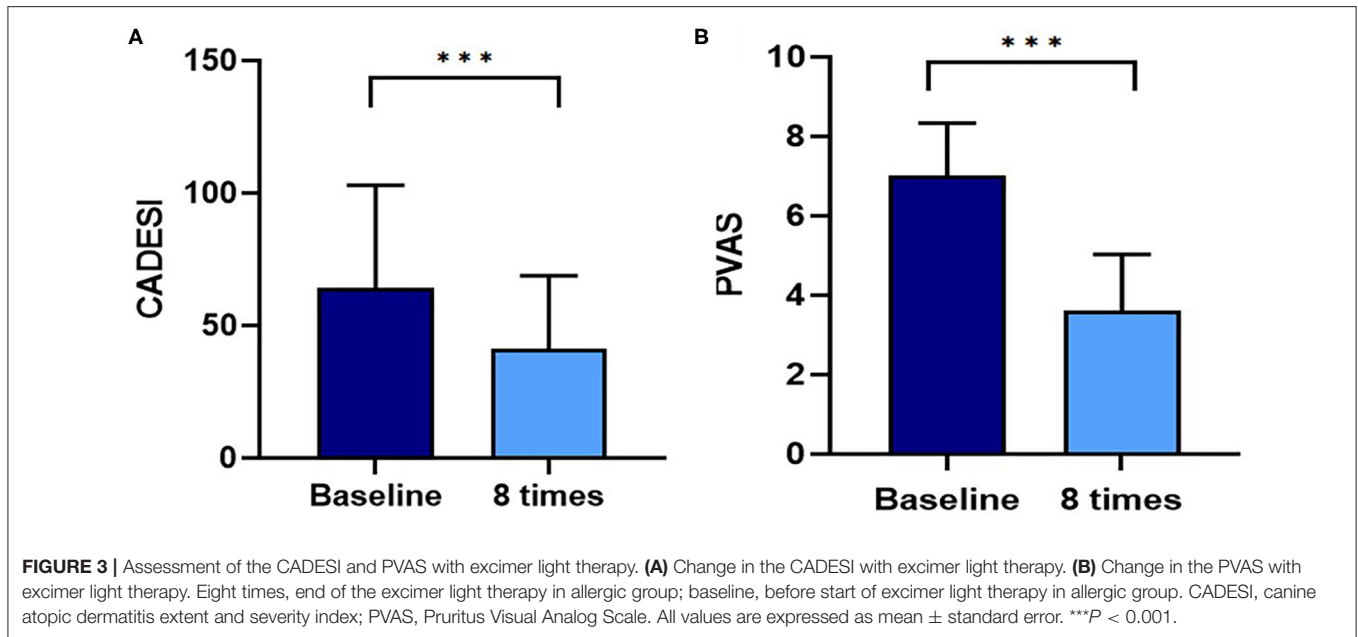 A
CADESI
150
100
50
0
* * *
Baseline 8 times
B
PVAS
10
8
6
4
2
0
* * *
Baseline 8 times
FIGURE 3 | Assessment of the CADESI and PVAS with excimer light therapy. (A) Change in the CADESI with excimer light therapy. (B) Change in the PVAS with
excimer light therapy. Eight times, end of the excimer light therapy in allergic group; baseline, before start of excimer light therapy in allergic group. CADESI, canine
atopic dermatitis extent and severity index; PVAS, Pruritus Visual Analog Scale. All values are expressed as mean ± standard error. ***P < 0.001.